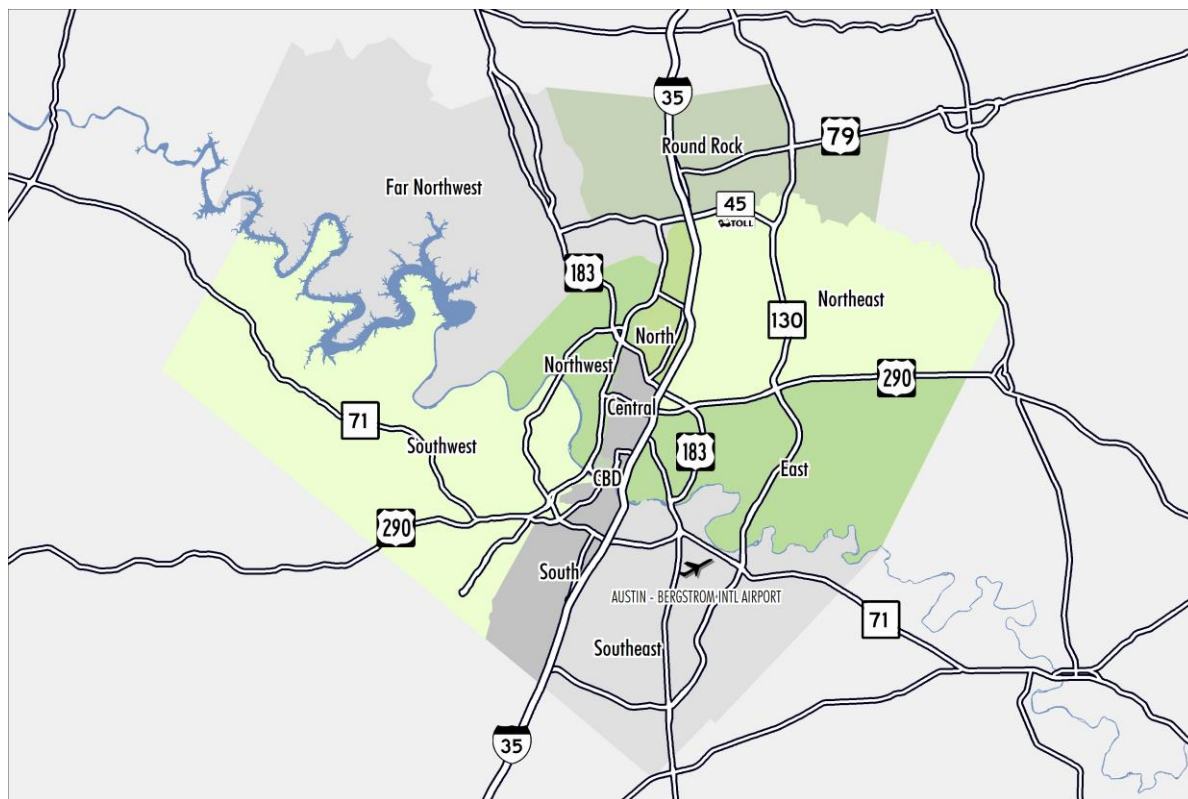 35
Round Rock
79
Far Northwest
45
TOLL
183
Northeast
130
North
Northwest
290
Central
71
Southwest
183
East
CBD
290
South
AUSTIN - BERGSTROM INTL AIRPORT
71
Southeast
35